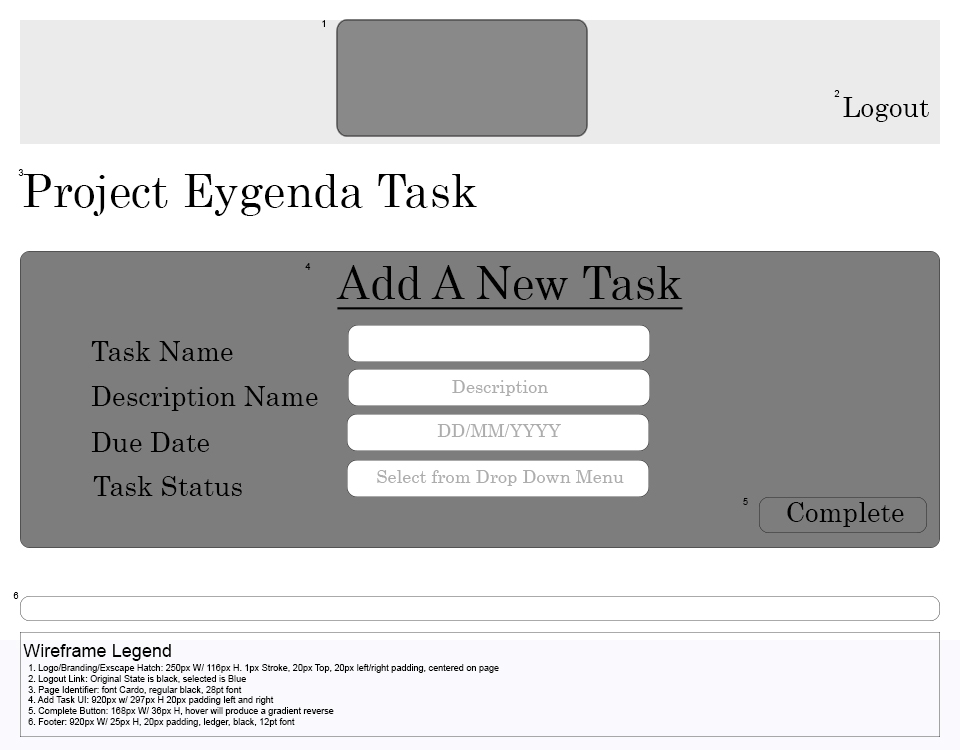 1
2
Logout
3
Project Eygenda Task
4
Add A New Task
Task Name
Description Name
Description
Due Date
DD/MM/YYYY
Task Status
Select from Drop Down Menu
5
Complete
6
Wireframe Legend
1. Logo/Branding/Exscape Hatch: 250px W/ 116px H. 1px Stroke, 20px Top, 20px left/right padding, centered on page
2. Logout Link: Original State is black, selected is Blue
3. Page Identifier: font Cardo, regular black, 28pt font
4. Add Task UI: 920px w/ 297px H 20px padding left and right
5. Complete Button: 168px W/ 36px H, hover will produce a gradient reverse
6. Footer: 920px W/ 25px H, 20px padding, ledger, black, 12pt font